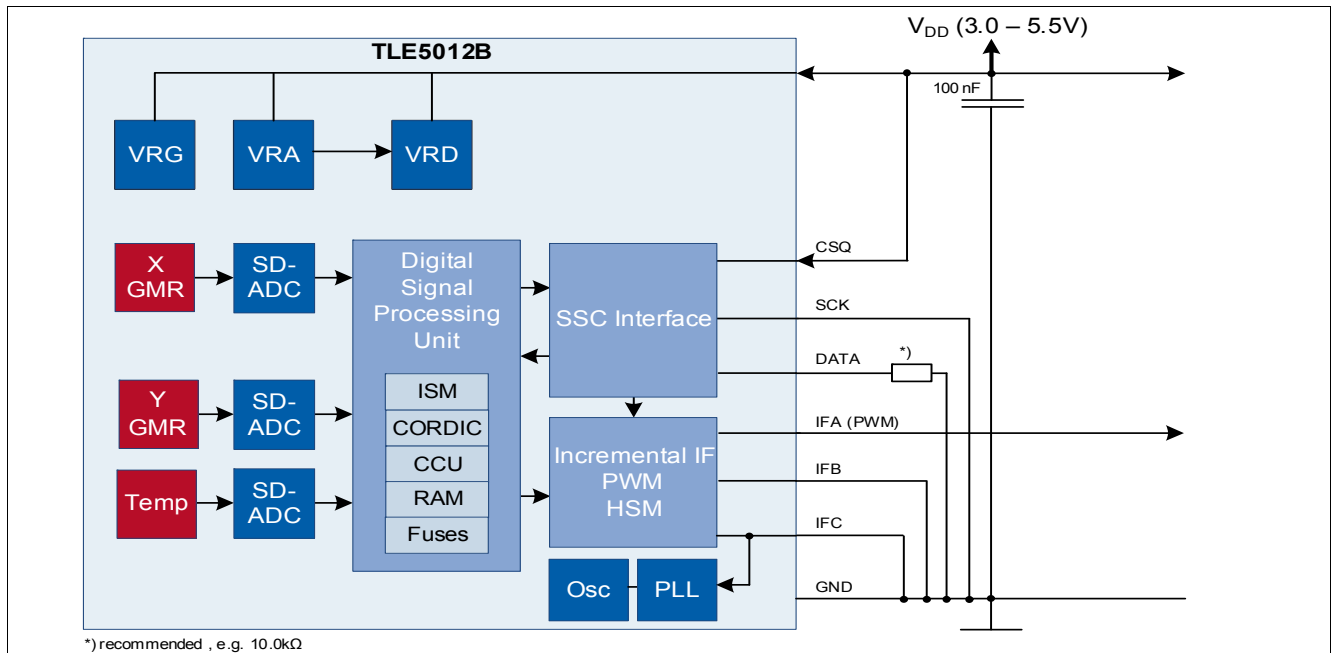 V_DD (3.0 – 5.5V)
TLE5012B
100 nF
VRG
VRA
VRD
CSQ
X
GMR
SD-
ADC
Digital
Signal
Processing
Unit
SSC Interface
SCK
DATA
*)
Y
GMR
SD-
ADC
ISM
CORDIC
CCU
RAM
Fuses
Incremental IF
PWM
HSM
IFA (PWM)
IFB
IFC
Temp
SD-
ADC
Osc
PLL
GND
*) recommended , e.g. 10.0kΩ